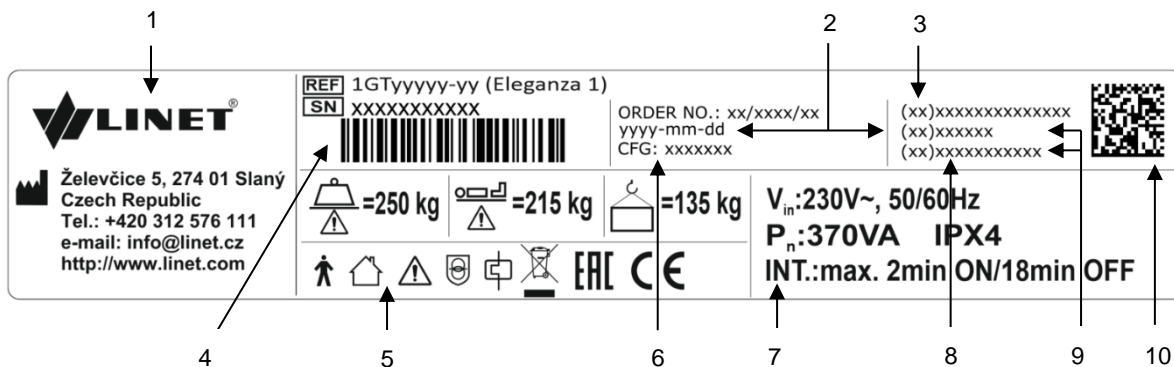 1
2
3
LINET®
Želevčice 5, 274 01 Slaný
Czech Republic
Tel.: +420 312 576 111
e-mail: info@linet.cz
http://www.linet.com
REF 1GTyyyyy-yy (Eleganza 1)
SN xxxxxxxxxxx
ORDER NO.: xx/xxxx/xx
yyyy-mm-dd
CFG: xxxxxxx
(xx)xxxxxxxxxxxxxx
(xx)xxxxxx
(xx)xxxxxxxxxxx
=250 kg
=215 kg
=135 kg
Vin:230V~, 50/60Hz
Pn:370VA IPX4
INT.:max. 2min ON/18min OFF
EAC CE
4
5
6
7
8
9
10